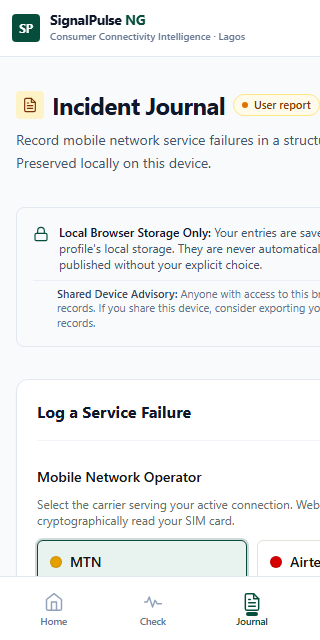 SP
SignalPulse NG
Consumer Connectivity Intelligence · Lagos
Incident Journal
User report
Record mobile network service failures in a struct
Preserved locally on this device.
Local Browser Storage Only: Your entries are save
profile's local storage. They are never automatical
published without your explicit choice.
Shared Device Advisory: Anyone with access to this br
records. If you share this device, consider exporting yo
records.
Log a Service Failure
Mobile Network Operator
Select the carrier serving your active connection. Web
cryptographically read your SIM card.
MTN
Airte
Home
Check
Journal